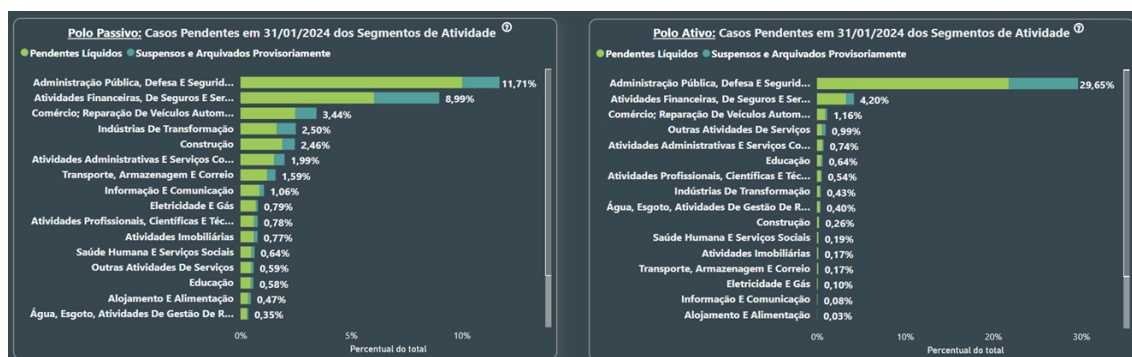 Polo Passivo: Casos Pendentes em 31/01/2024 dos Segmentos de Atividade ?
Pendentes Líquidos Suspensos e Arquivados Provisoriamente
Administração Pública, Defesa E Segurid... 11,71%
Atividades Financeiras, De Seguros E Ser... 8,99%
Comércio; Reparação De Veículos Autom... 3,44%
Indústrias De Transformação 2,50%
Construção 2,46%
Atividades Administrativas E Serviços Co... 1,99%
Transporte, Armazenagem E Correio 1,59%
Informação E Comunicação 1,06%
Eletricidade E Gás 0,79%
Atividades Profissionais, Científicas E Téc... 0,78%
Atividades Imobiliárias 0,77%
Saúde Humana E Serviços Sociais 0,64%
Outras Atividades De Serviços 0,59%
Educação 0,58%
Alojamento E Alimentação 0,47%
Água, Esgoto, Atividades De Gestão De R... 0,35%
0% 5% 10%
Percentual do total
Polo Ativo: Casos Pendentes em 31/01/2024 dos Segmentos de Atividade ?
Pendentes Líquidos Suspensos e Arquivados Provisoriamente
Administração Pública, Defesa E Segurid... 29,65%
Atividades Financeiras, De Seguros E Ser... 4,20%
Comércio; Reparação De Veículos Autom... 1,16%
Outras Atividades De Serviços 0,99%
Atividades Administrativas E Serviços Co... 0,74%
Educação 0,64%
Atividades Profissionais, Científicas E Téc... 0,54%
Indústrias De Transformação 0,43%
Água, Esgoto, Atividades De Gestão De R... 0,40%
Construção 0,26%
Saúde Humana E Serviços Sociais 0,19%
Atividades Imobiliárias 0,17%
Transporte, Armazenagem E Correio 0,17%
Eletricidade E Gás 0,10%
Informação E Comunicação 0,08%
Alojamento E Alimentação 0,03%
0% 10% 20% 30%
Percentual do total